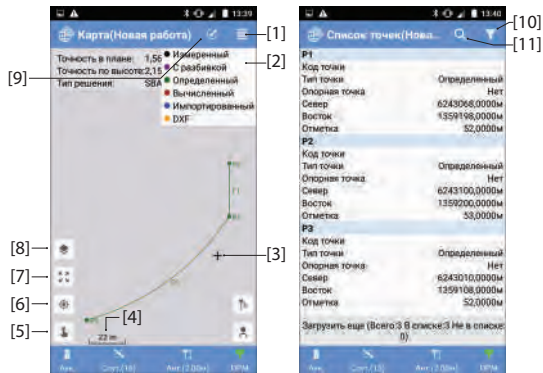 13:39
Карта(Новая работа)
Точность в плане: 1,56
Точность по высоте:2,15
Тип решения: SBA
Измеренный
С разбивкой
Определенный
Вычисленный
Импортированный
DXF
22 m
[1]
[2]
[3]
[4]
[5]
[6]
[7]
[8]
[9]
13:40
Список точек(Нова...
[10]
[11]
P1
Код точки
Тип точки Определенный
Опорная точка Нет
Север 6243068,0000м
Восток 1359198,0000м
Отметка 52,0000м
P2
Код точки
Тип точки Определенный
Опорная точка Нет
Север 6243100,0000м
Восток 1359200,0000м
Отметка 53,0000м
P3
Код точки
Тип точки Определенный
Опорная точка Нет
Север 6243010,0000м
Восток 1359108,0000м
Отметка 52,0000м
Загрузить еще (Всего:3 В списке:3 Не в списке:
0)